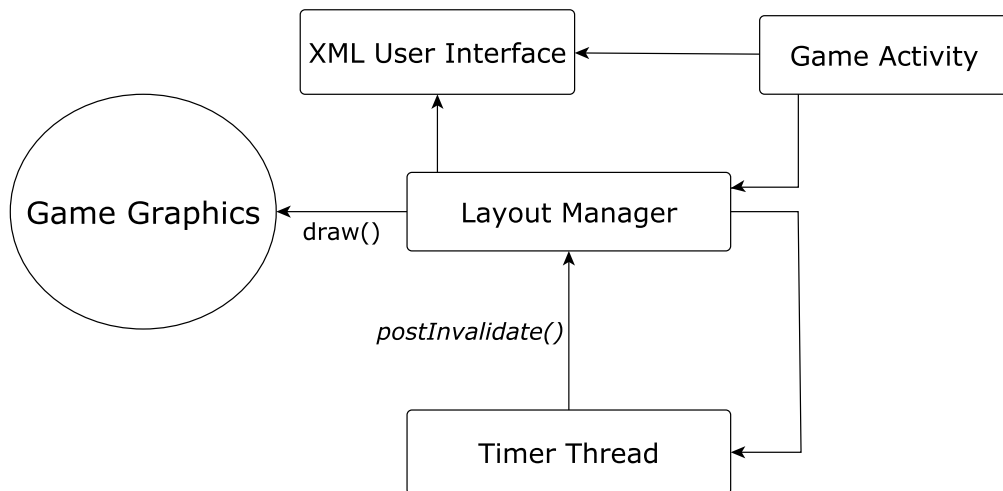 XML User Interface
Game Activity
Game Graphics
Layout Manager
draw()
postInvalidate()
Timer Thread